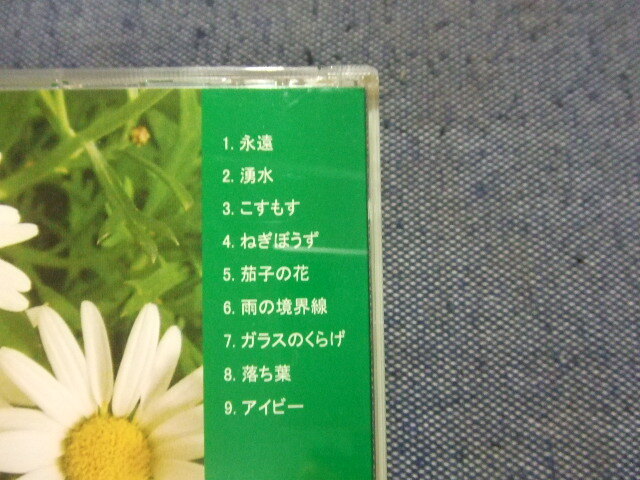 1. 永遠
2. 湧水
3. こすもす
4. ねぎぼうず
5. 茄子の花
6. 雨の境界線
7. ガラスのくらげ
8. 落ち葉
9. アイビー